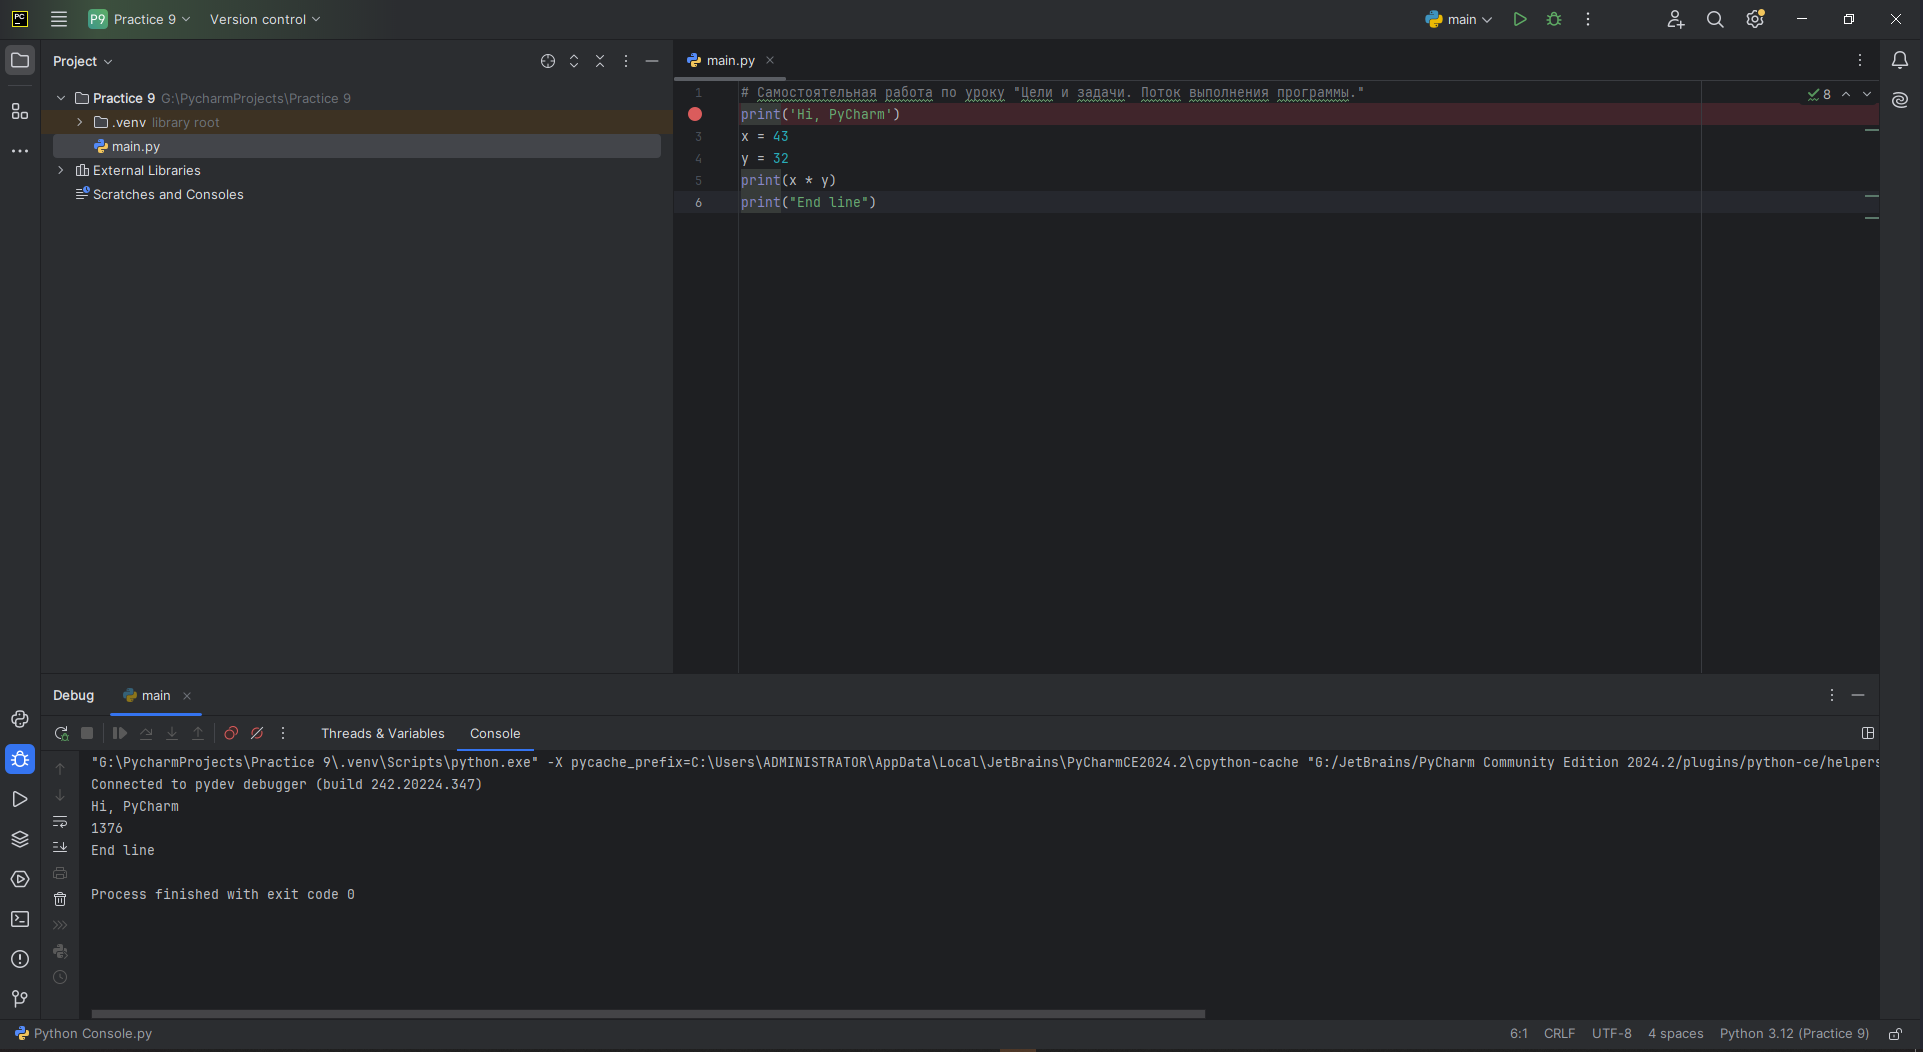 PC
P9 Practice 9 Version control
main
Project
main.py
Practice 9 G:\PycharmProjects\Practice 9
.venv library root
main.py
External Libraries
Scratches and Consoles
1 # Самостоятельная работа по уроку "Цели и задачи. Поток выполнения программы."
print('Hi, PyCharm')
3 x = 43
4 y = 32
5 print(x * y)
6 print("End line")
8
Debug main
Threads & Variables Console
"G:\PycharmProjects\Practice 9\.venv\Scripts\python.exe" -X pycache_prefix=C:\Users\ADMINISTRATOR\AppData\Local\JetBrains\PyCharmCE2024.2\cpython-cache "G:/JetBrains/PyCharm Community Edition 2024.2/plugins/python-ce/helpers
Connected to pydev debugger (build 242.20224.347)
Hi, PyCharm
1376
End line
Process finished with exit code 0
Python Console.py
6:1 CRLF UTF-8 4 spaces Python 3.12 (Practice 9)